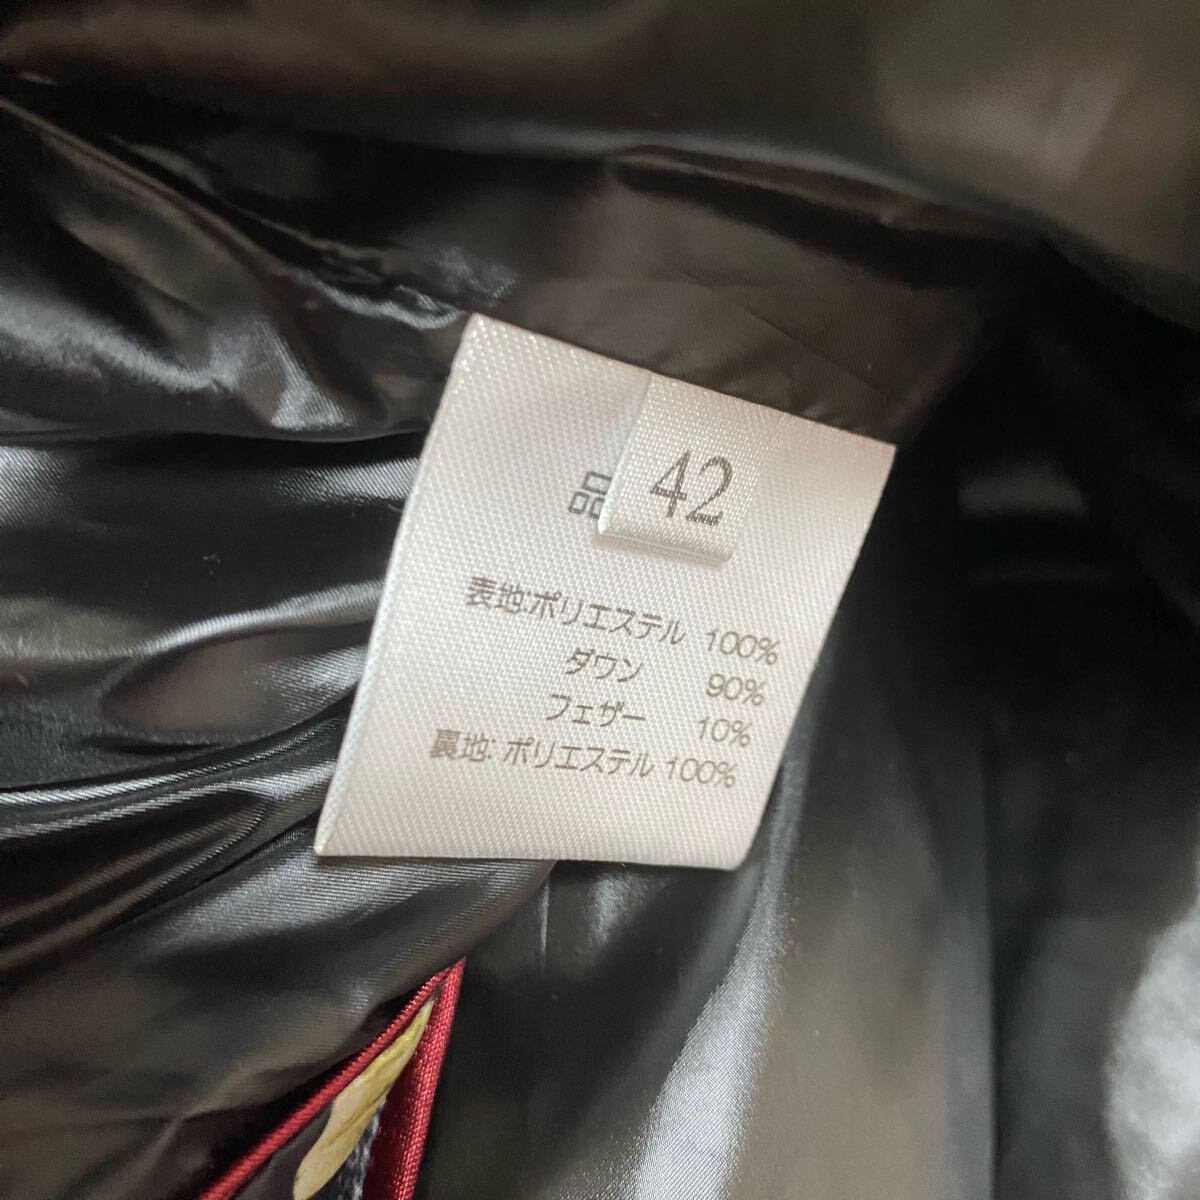 42
品
表地:ポリエステル 100%
ダウン 90%
フェザー 10%
裏地: ポリエステル 100%